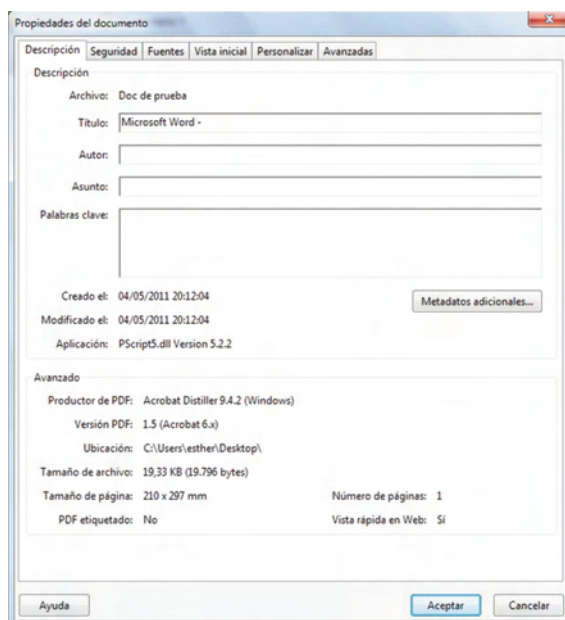 Propiedades del documento
Descripción Seguridad Fuentes Vista inicial Personalizar Avanzadas
Descripción
Archivo: Doc de prueba
Título: Microsoft Word -
Autor:
Asunto:
Palabras clave:
Creado el: 04/05/2011 20:12:04
Metadatos adicionales...
Modificado el: 04/05/2011 20:12:04
Aplicación: PScript5.dll Version 5.2.2
Avanzado
Productor de PDF: Acrobat Distiller 9.4.2 (Windows)
Versión PDF: 1.5 (Acrobat 6.x)
Ubicación: C:\Users\esther\Desktop\
Tamaño de archivo: 19,33 KB (19.796 bytes)
Tamaño de página: 210 x 297 mm Número de páginas: 1
PDF etiquetado: No Vista rápida en Web: Sí
Ayuda Aceptar Cancelar